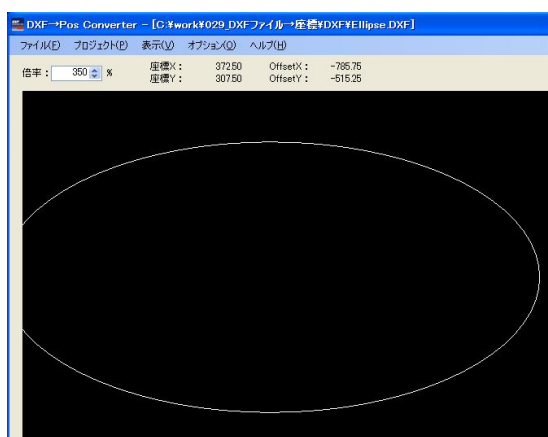 DXF→Pos Converter - [C:¥work¥029_DXFファイル→座標¥DXF¥Ellipse.DXF]
ファイル(F) プロジェクト(P) 表示(V) オプション(O) ヘルプ(H)
倍率： 350 % 座標X： 372.50 OffsetX： -785.75
座標Y： 307.50 OffsetY： -515.25